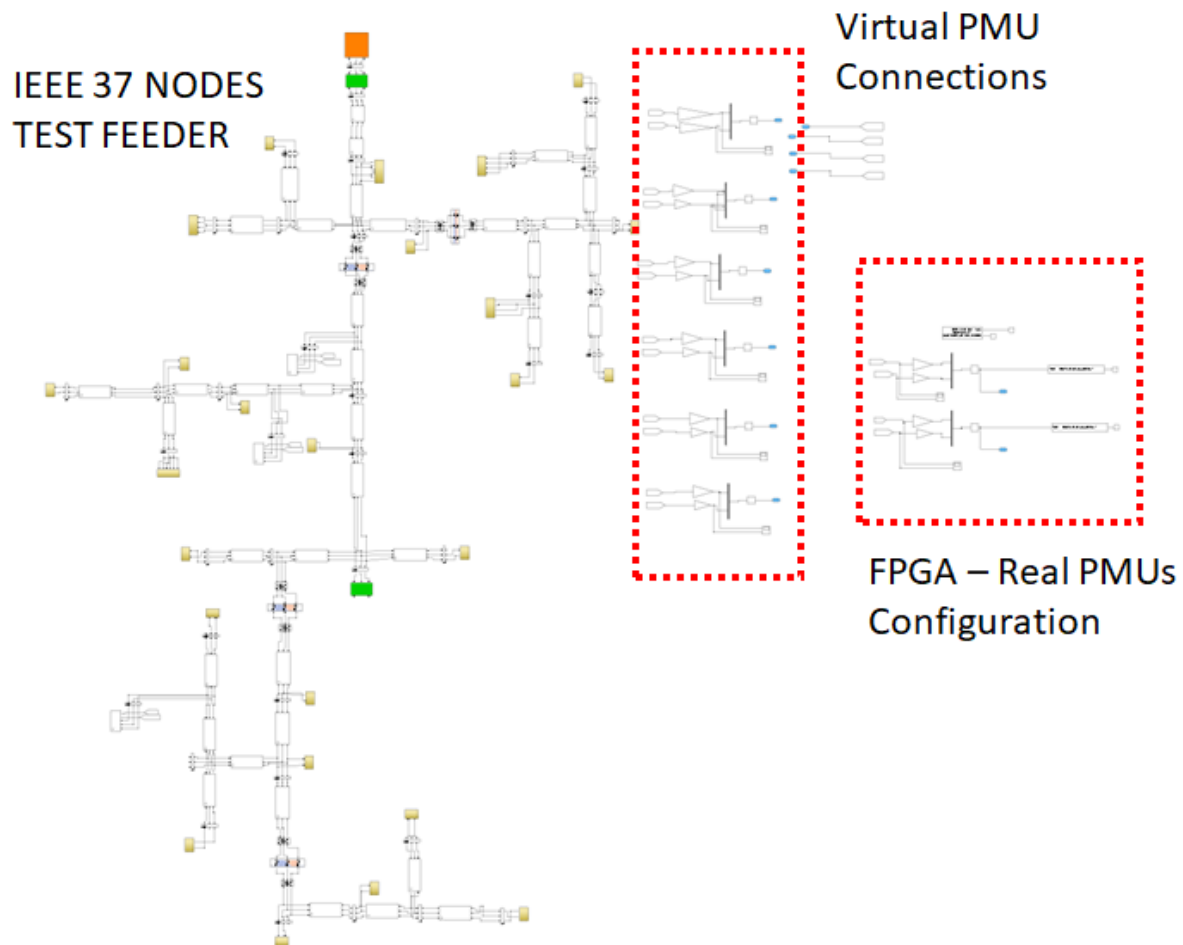 IEEE 37 NODES
TEST FEEDER
Virtual PMU
Connections
FPGA – Real PMUs
Configuration